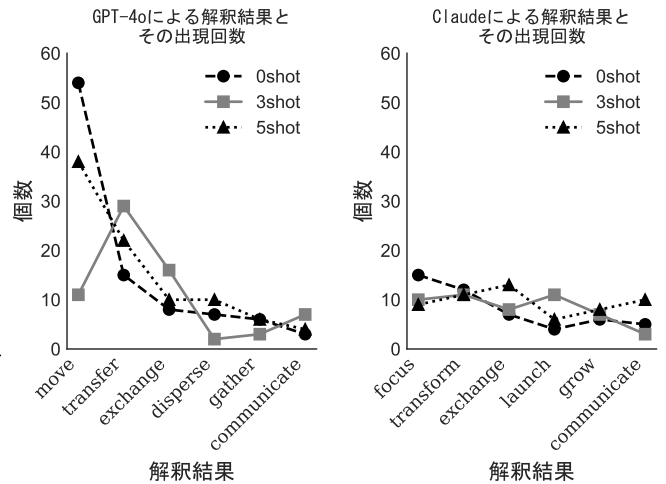 GPT-4oによる解釈結果と
その出現回数
60
50
40
30
20
10
0
個数
0shot
3shot
5shot
move
transfer
exchange
disperse
gather
communicate
解釈結果
Claudeによる解釈結果と
その出現回数
60
50
40
30
20
10
0
個数
0shot
3shot
5shot
focus
transform
exchange
launch
grow
communicate
解釈結果